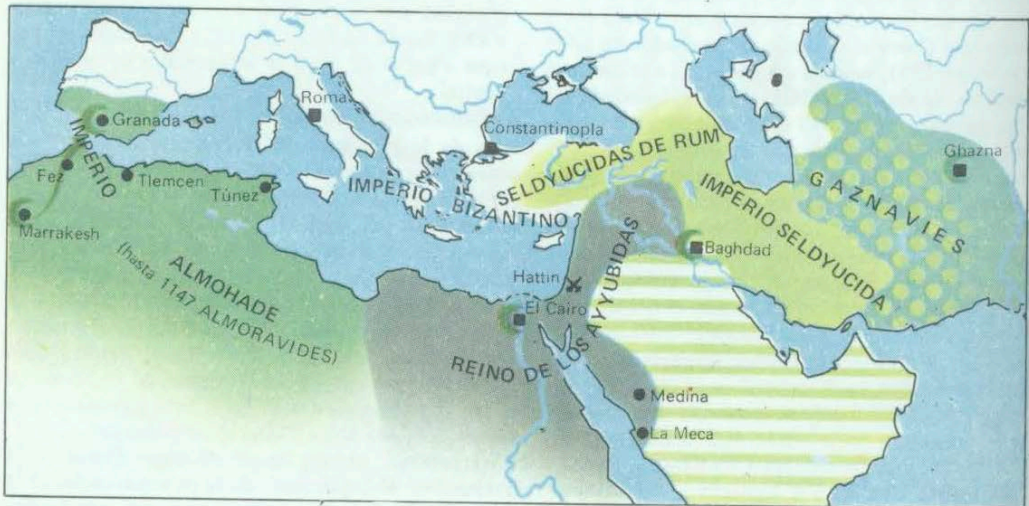 Roma
Constantinopla
Granada
IMPERIO
Fez
Tlemcen
Túnez
Marrakesh
ALMOHADE
(hasta 1147 ALMORAVIDES)
IMPERIO BIZANTINO?
SELDYUCIDAS DE RUM
Ghazna
GAZNAVIES
IMPERIO SELDYUCIDA
Baghdad
Hattin
El Cairo
REINO DE LOS AYYUBIDAS
Medina
La Meca